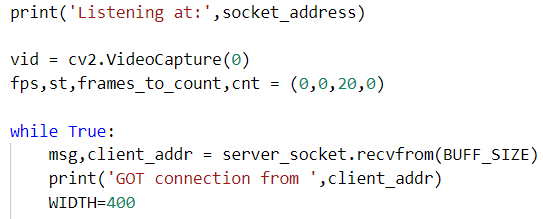 print('Listening at:',socket_address)
vid = cv2.VideoCapture(0)
fps,st,frames_to_count,cnt = (0,0,20,0)
while True:
    msg,client_addr = server_socket.recvfrom(BUFF_SIZE)
    print('GOT connection from ',client_addr)
    WIDTH=400